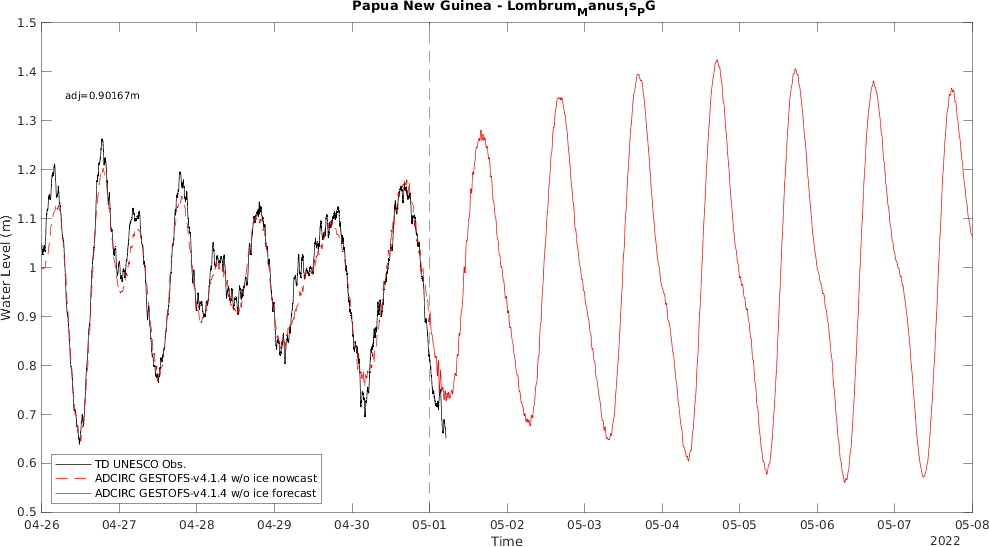 Papua New Guinea - LombrumManusIsPG
1.5
1.4
1.3
1.2
1.1
1
0.9
0.8
0.7
0.6
0.5
Water Level (m)
adj=0.90167m
TD UNESCO Obs.
ADCIRC GESTOFS-v4.1.4 w/o ice nowcast
ADCIRC GESTOFS-v4.1.4 w/o ice forecast
04-26 04-27 04-28 04-29 04-30 05-01 05-02 05-03 05-04 05-05 05-06 05-07 05-08
Time
2022